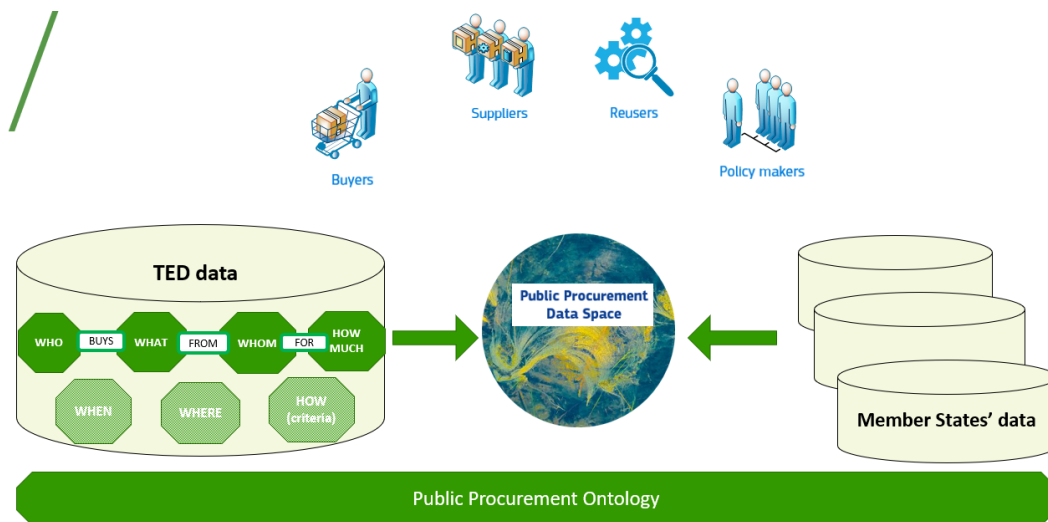 Suppliers
Reusers
Buyers
Policy makers
TED data
WHO
BUYS
WHAT
FROM
WHOM
FOR
HOW
MUCH
WHEN
WHERE
HOW
(criteria)
Public Procurement
Data Space
Member States' data
Public Procurement Ontology